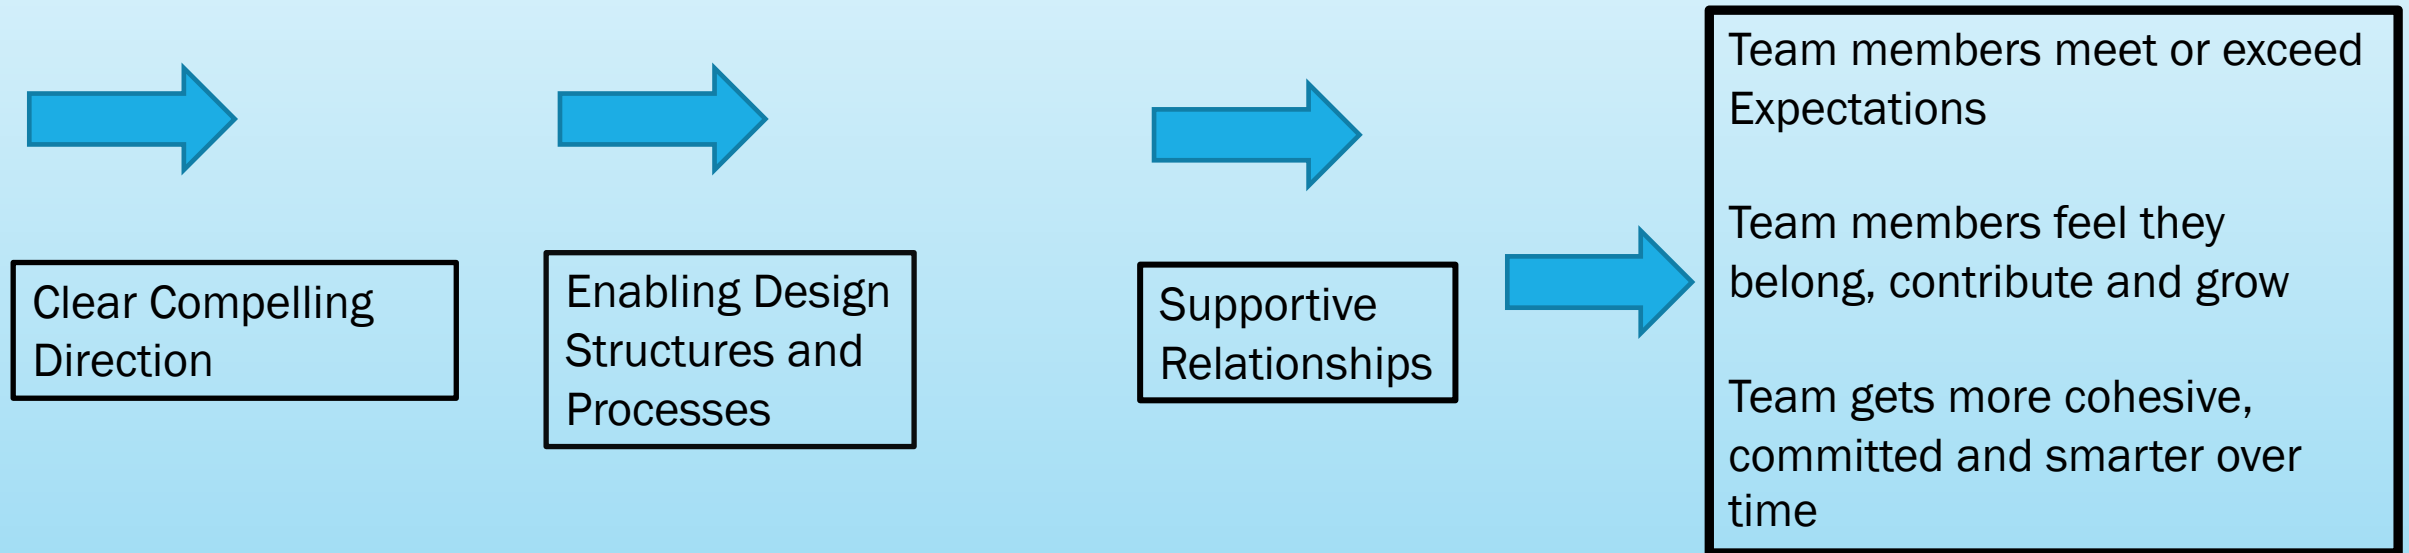 Clear Compelling
Direction
Enabling Design
Structures and
Processes
Supportive
Relationships
Team members meet or exceed
Expectations
Team members feel they
belong, contribute and grow
Team gets more cohesive,
committed and smarter over
time